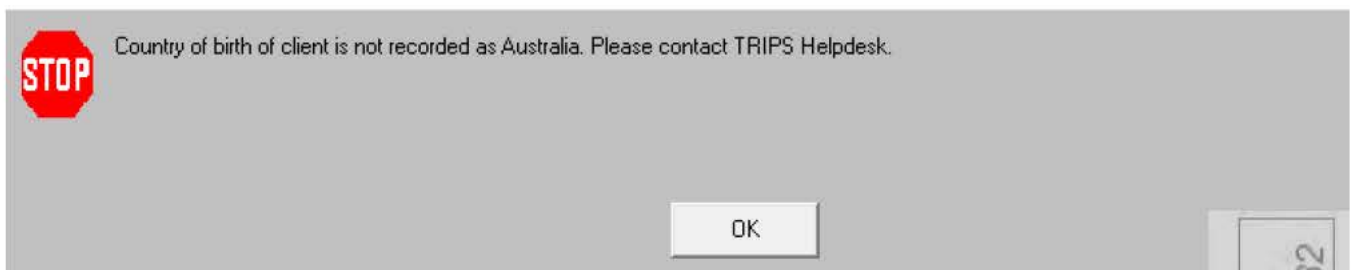 STOP
Country of birth of client is not recorded as Australia. Please contact TRIPS Helpdesk.
OK